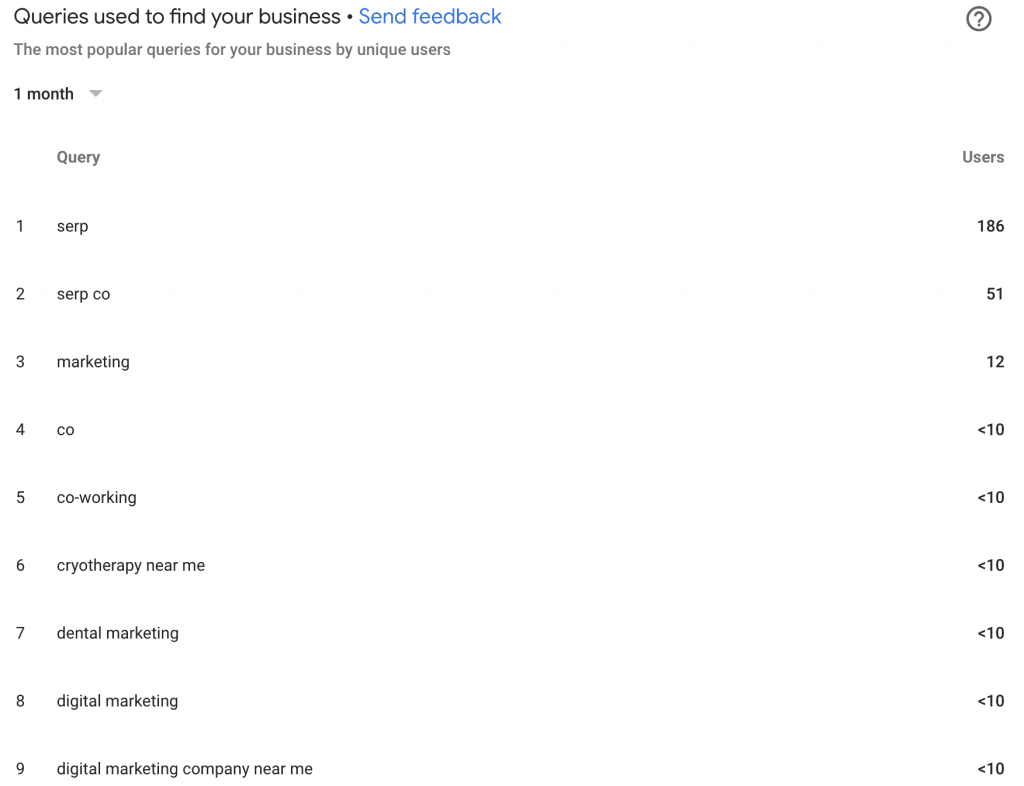 Queries used to find your business • Send feedback
The most popular queries for your business by unique users
1 month
Query Users
1 serp 186
2 serp co 51
3 marketing 12
4 co <10
5 co-working <10
6 cryotherapy near me <10
7 dental marketing <10
8 digital marketing <10
9 digital marketing company near me <10